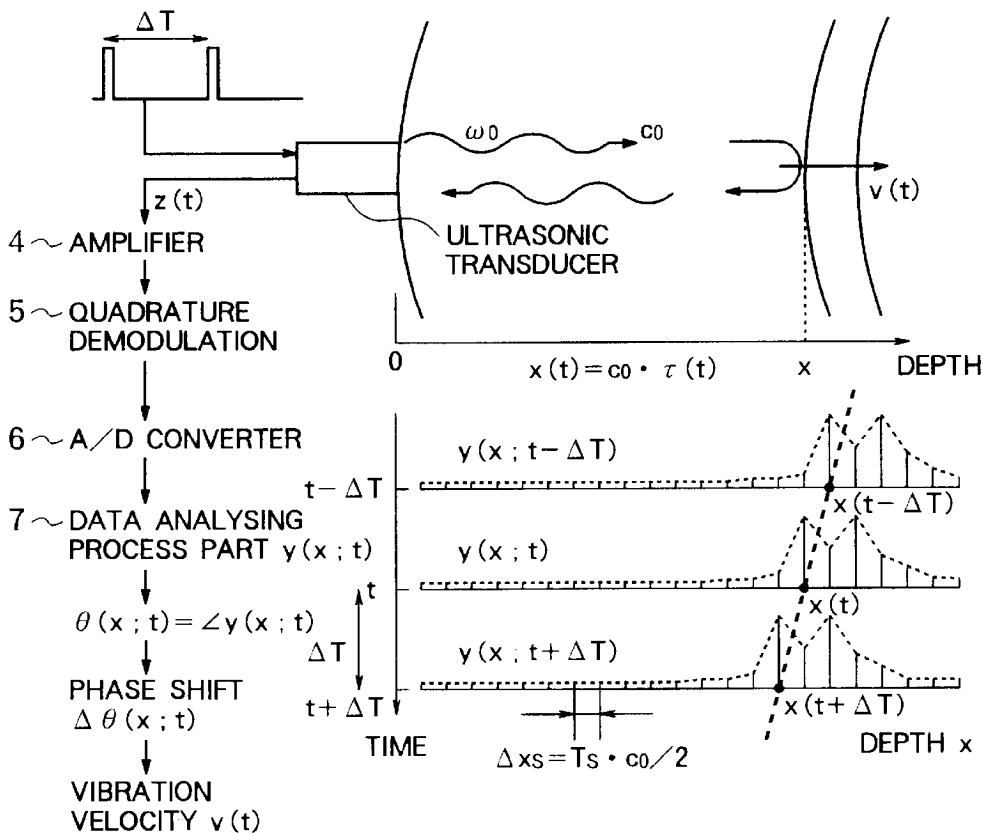 ΔT
ω0
c0
v(t)
z(t)
ULTRASONIC
TRANSDUCER
4～AMPLIFIER
5～QUADRATURE
DEMODULATION
0
x(t)=c0・τ(t)
x
DEPTH
6～A/D CONVERTER
y(x;t-ΔT)
t-ΔT
x(t-ΔT)
7～DATA ANALYSING
PROCESS PART y(x;t)
y(x;t)
t
x(t)
θ(x;t)=∠y(x;t)
ΔT
y(x;t+ΔT)
PHASE SHIFT
Δθ(x;t)
t+ΔT
x(t+ΔT)
TIME
ΔxS=TS・c0/2
DEPTH x
VIBRATION
VELOCITY v(t)